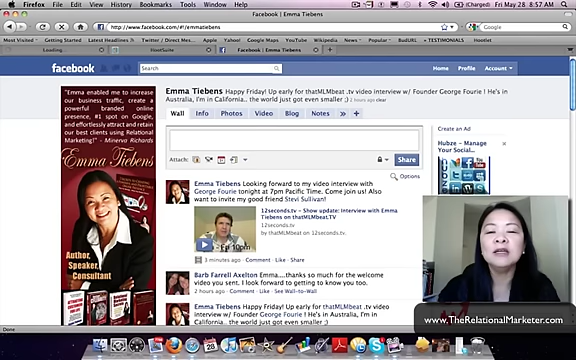 Firefox File Edit View History Bookmarks Tools Window Help
(Charged) Fri May 28 8:57 AM
Facebook | Emma Tiebens
http://www.facebook.com/#!/emmatiebens
Google
Most Visited Getting Started Latest Headlines Apple Yahoo! Google Maps YouTube Wikipedia News Popular TESTIMONIALS Hostlet
Loading... HootSuite Facebook | Emma Tiebens
facebook Search Home Profile Account
"Emma enabled me to increase our business traffic, create a powerful branded online presence, #1 spot on Google, and effortlessly attract and retain our best clients using Relational Marketing!" - Minerva Richards
Emma Tiebens
Author,
Speaker,
Consultant
Emma Tiebens Happy Friday! Up early for thatMLMbeat .tv video interview w/ Founder George Fourie ! He's in
Australia, I'm in California.. the world just got even smaller ;) 2 hours ago clear
Wall Info Photos Video Blog Notes » +
Attach: Share
Options
Emma Tiebens Looking forward to my video interview with
George Fourie tonight at 7pm Pacific Time. Come join us! Also
want to invite my good friend Stevi Sullivan!
12seconds.tv - Show update: Interview with Emma
Tiebens on thatMLMbeat.TV
by thatMLMbeat on 12seconds.tv.
3 minutes ago · Comment · Like · Share
Barb Farrell Axelton Emma....thanks so much for the welcome
video you sent. I look forward to getting to know you too.
2 hours ago · Comment · Like · See Wall-to-Wall
Emma Tiebens Happy Friday! Up early for thatMLMbeat .tv
video interview w/ Founder George Fourie ! He's in Australia, I'm in
California.. the world just got even smaller ;)
Create an Ad
Hubze - Manage
Your Social...
www.TheRelationalMarketer.com
Done